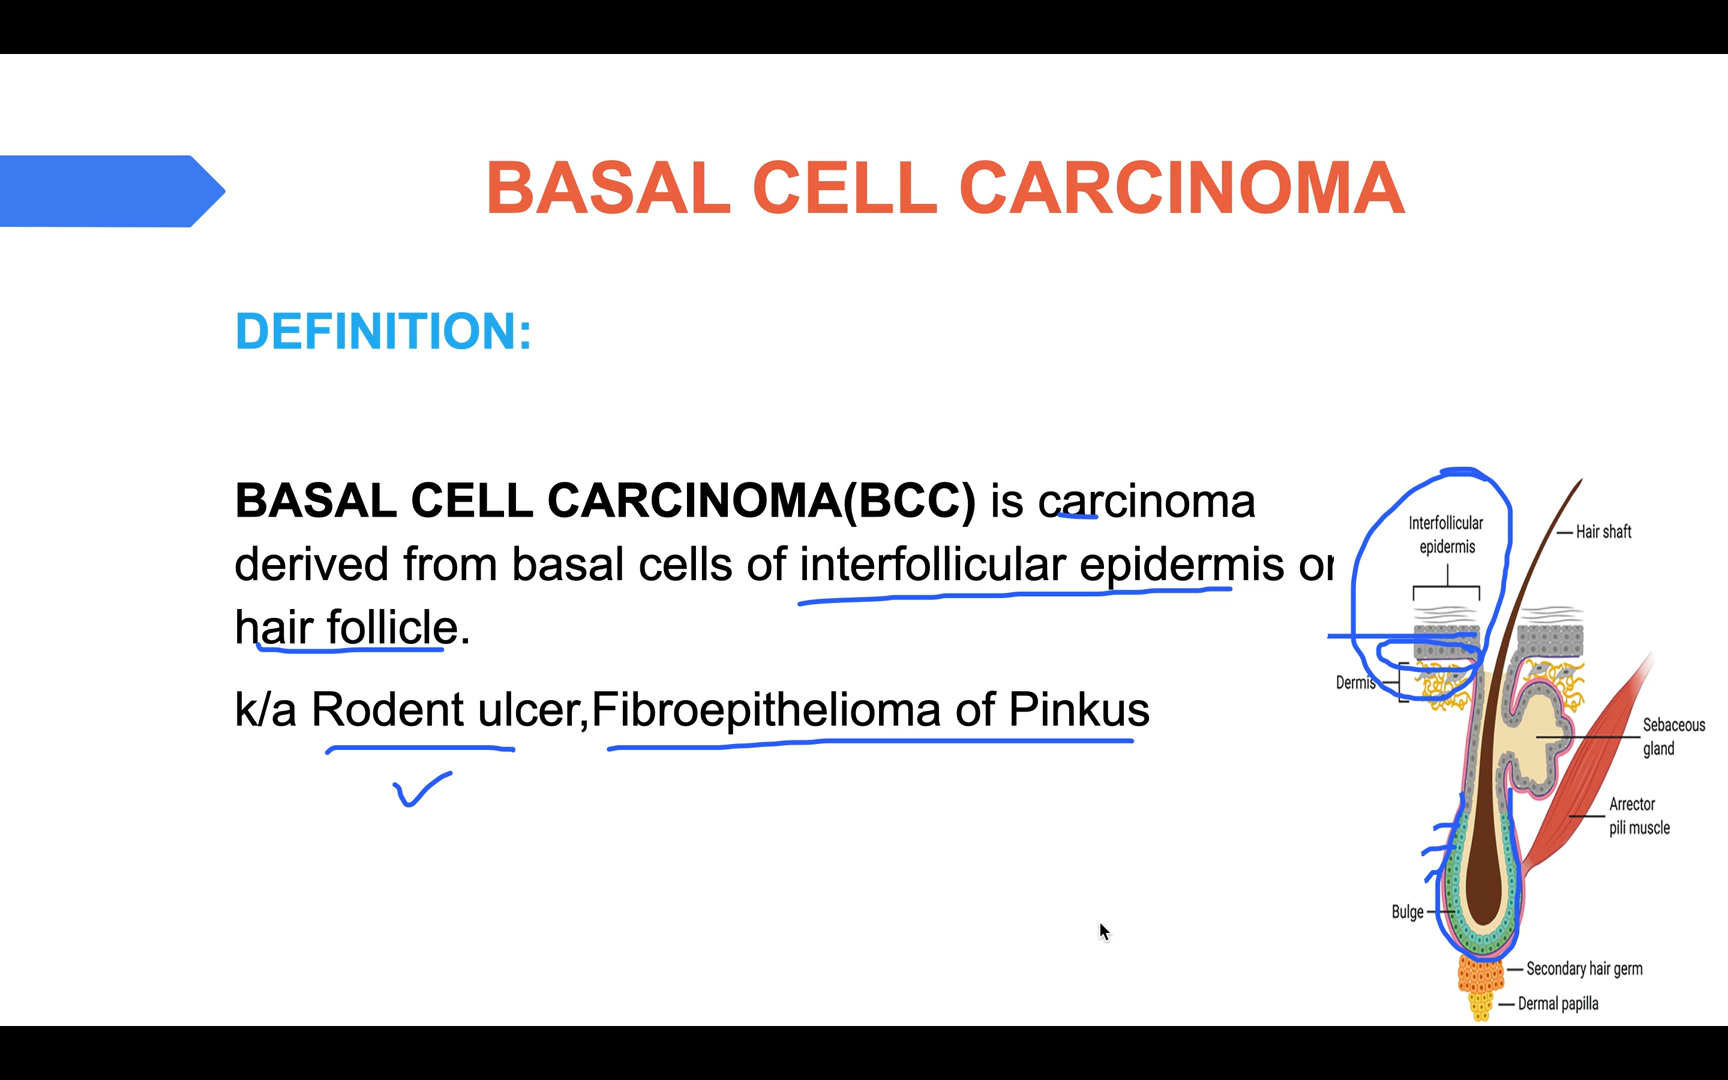 BASAL CELL CARCINOMA
DEFINITION:
BASAL CELL CARCINOMA(BCC) is carcinoma
derived from basal cells of interfollicular epidermis or
hair follicle.
k/a Rodent ulcer,Fibroepithelioma of Pinkus
Interfollicular
epidermis
Hair shaft
Dermis
Sebaceous
gland
Arrector
pili muscle
Bulge
Secondary hair germ
Dermal papilla